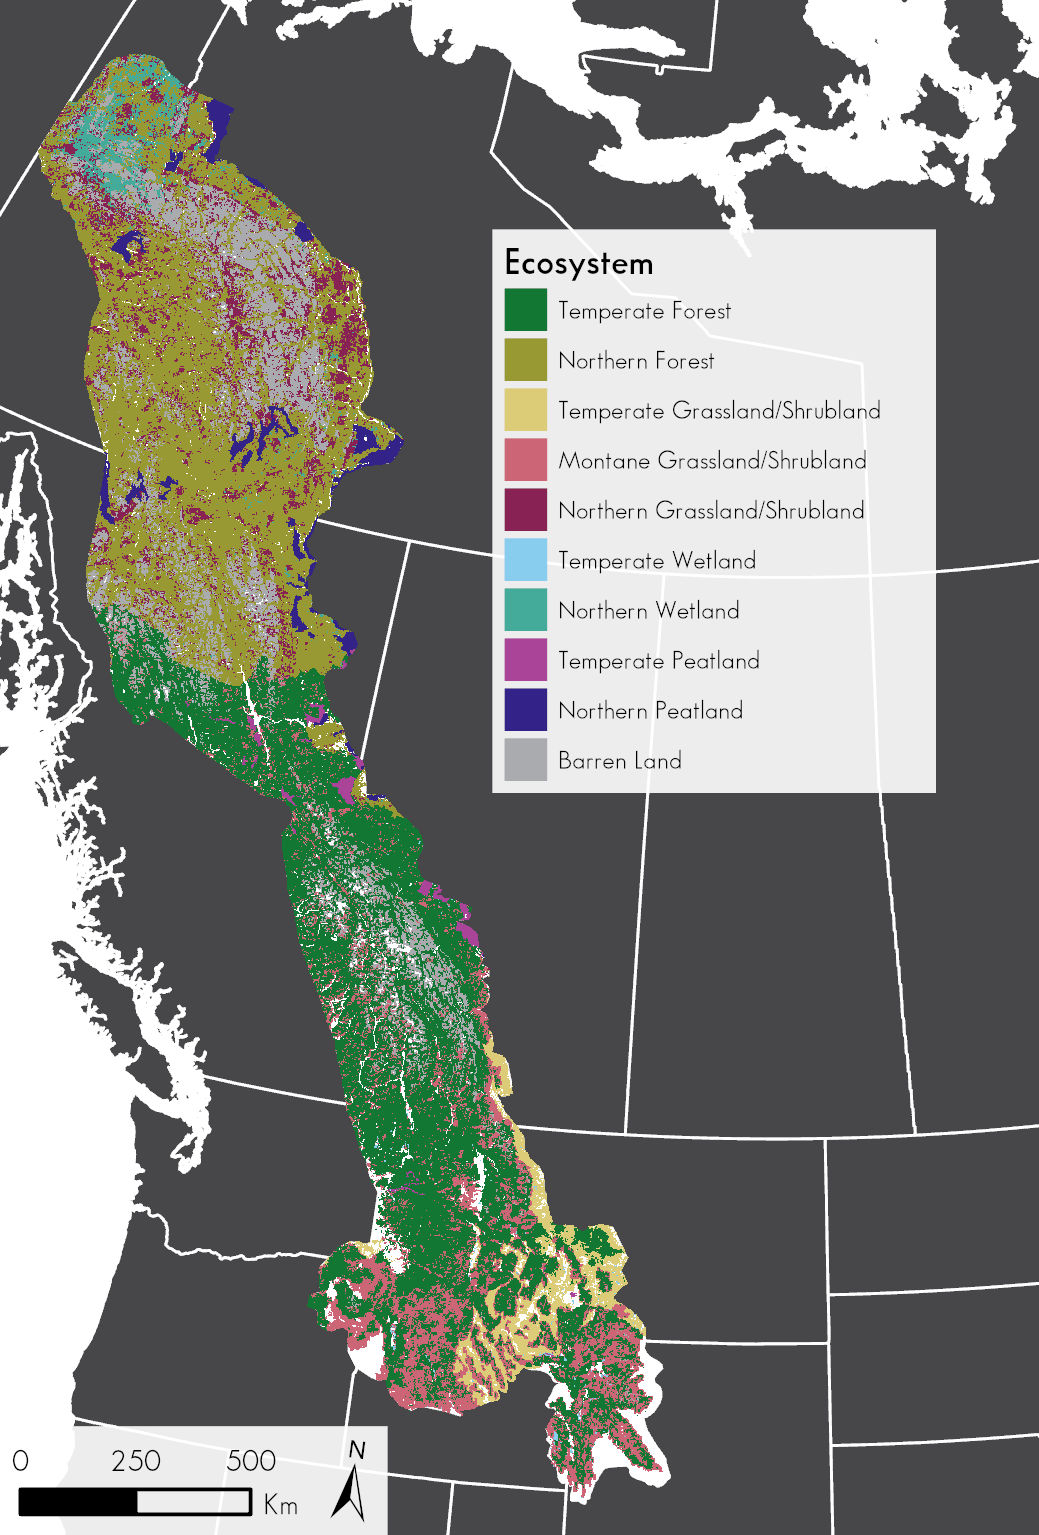 Ecosystem
Temperate Forest
Northern Forest
Temperate Grassland/Shrubland
Montane Grassland/Shrubland
Northern Grassland/Shrubland
Temperate Wetland
Northern Wetland
Temperate Peatland
Northern Peatland
Barren Land
0 250 500
Km
N